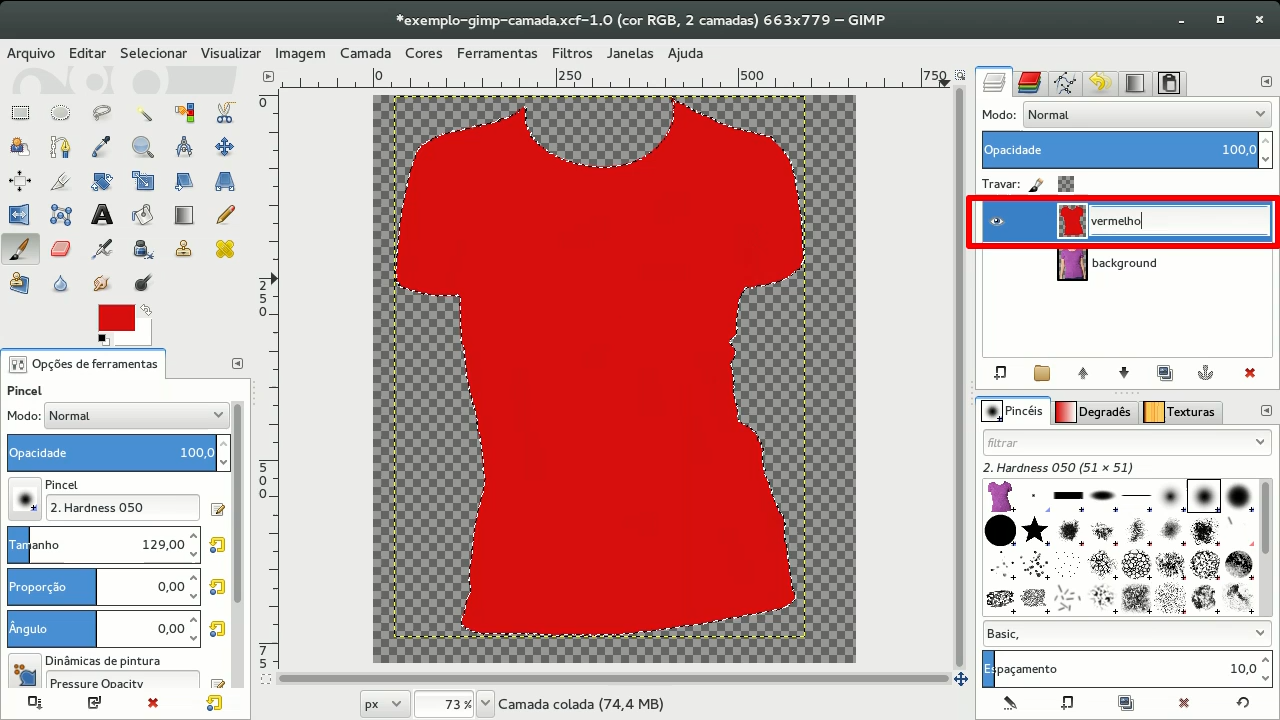 *exemplo-gimp-camada.xcf-1.0 (cor RGB, 2 camadas) 663x779 – GIMP
Arquivo Editar Selecionar Visualizar Imagem Camada Cores Ferramentas Filtros Janelas Ajuda
0 250 500 750
0
250
500
75
Opções de ferramentas
Pincel
Modo: Normal
Opacidade 100,0
Pincel
2. Hardness 050
Tamanho 129,00
Proporção 0,00
Ângulo 0,00
Dinâmicas de pintura
Pressure Opacity
px 73 % Camada colada (74,4 MB)
Modo: Normal
Opacidade 100,0
Travar:
vermelho
background
Pincéis Degradês Texturas
filtrar
2. Hardness 050 (51 × 51)
Basic,
Espaçamento 10,0